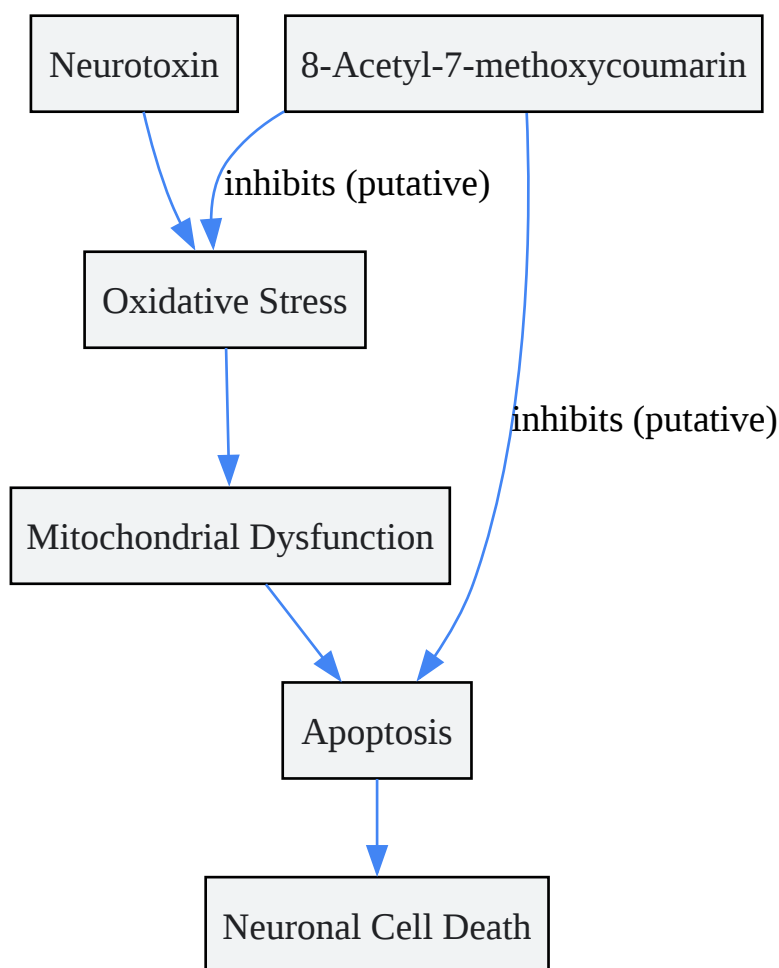 Neurotoxin
8-Acetyl-7-methoxycoumarin
inhibits (putative)
Oxidative Stress
inhibits (putative)
Mitochondrial Dysfunction
Apoptosis
Neuronal Cell Death